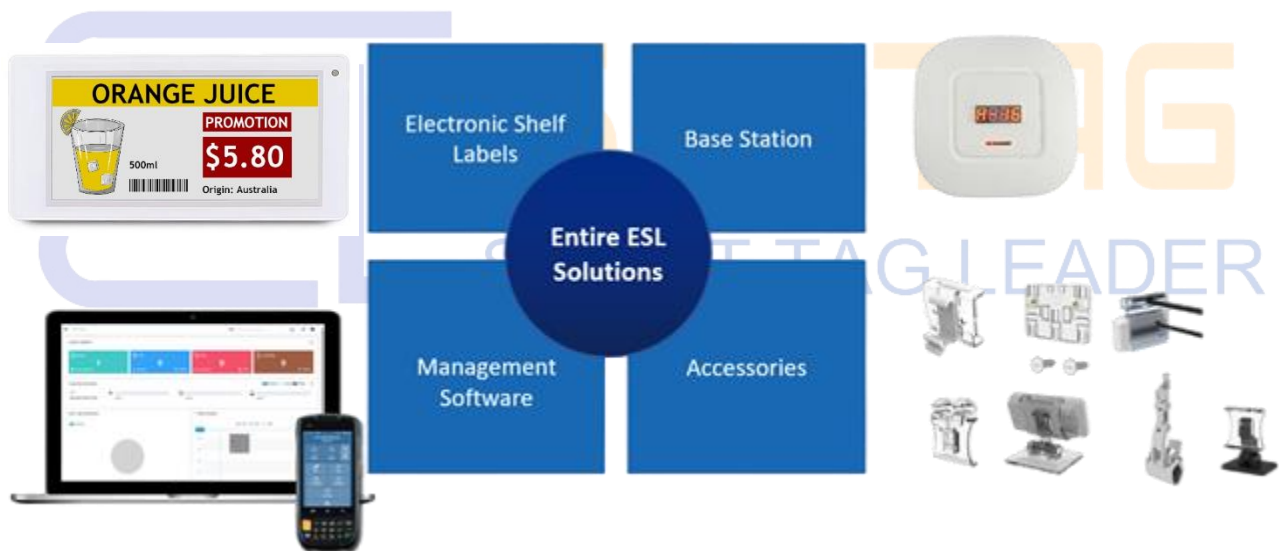 ORANGE JUICE
PROMOTION
$5.80
500ml
Origin: Australia
Electronic Shelf
Labels
Base Station
Entire ESL
Solutions
Management
Software
Accessories
TAG
TAG LEADER